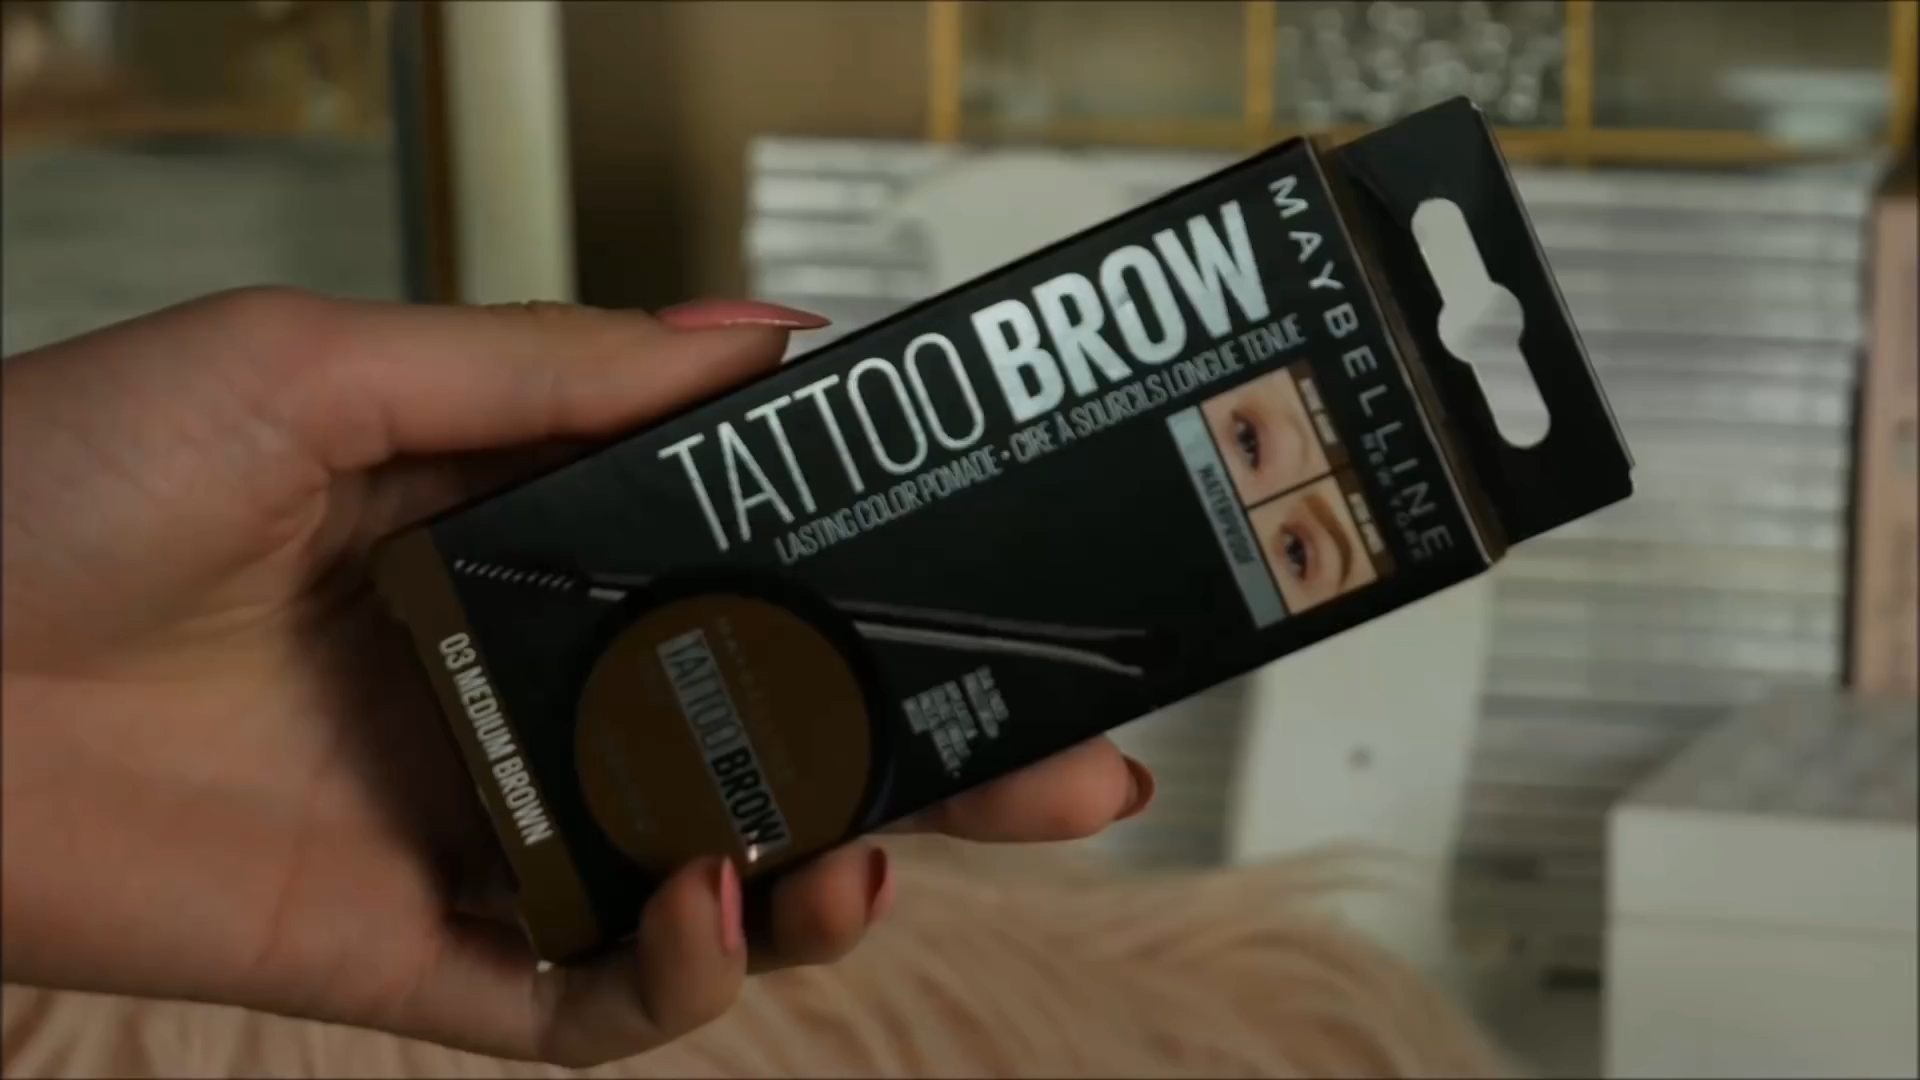 MAYBELLINE
NEW YORK
TATTOO BROW
LASTING COLOR POMADE • CIRE À SOURCILS LONGUE TENUE
WATERPROOF
TATTOO BROW
03 MEDIUM BROWN